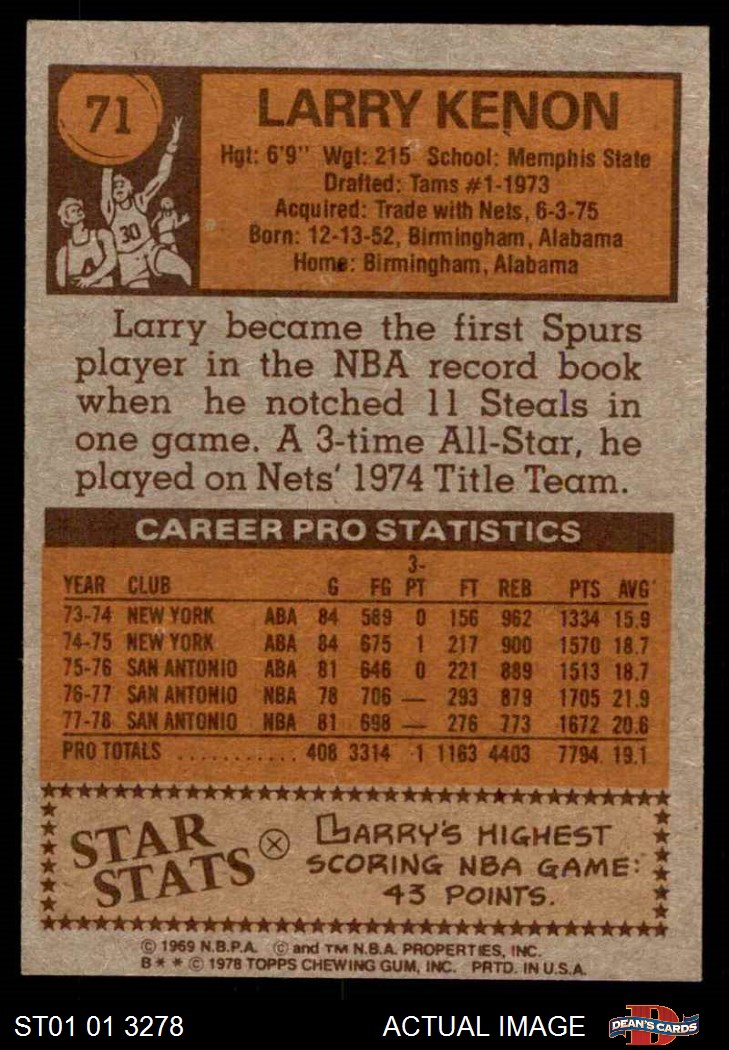 71
LARRY KENON
Hgt: 6'9" Wgt: 215 School: Memphis State
Drafted: Tams #1-1973
Acquired: Trade with Nets, 6-3-75
Born: 12-13-52, Birmingham, Alabama
Home: Birmingham, Alabama
30
Larry became the first Spurs
player in the NBA record book
when he notched 11 Steals in
one game. A 3-time All-Star, he
played on Nets' 1974 Title Team.
CAREER PRO STATISTICS
YEAR CLUB G FG 3-PT FT REB PTS AVG
73-74 NEW YORK ABA 84 589 0 156 962 1334 15.9
74-75 NEW YORK ABA 84 675 1 217 900 1570 18.7
75-76 SAN ANTONIO ABA 81 646 0 221 889 1513 18.7
76-77 SAN ANTONIO NBA 78 706 — 293 879 1705 21.9
77-78 SAN ANTONIO NBA 81 698 — 276 773 1672 20.6
PRO TOTALS ........... 408 3314 1 1163 4403 7794 19.1
STAR STATS
LARRY'S HIGHEST
SCORING NBA GAME:
43 POINTS.
© 1969 N.B.P.A. © and TM N.B.A. PROPERTIES, INC.
B * * © 1978 TOPPS CHEWING GUM, INC. PRTD. IN U.S.A.
ST01 01 3278 ACTUAL IMAGE DEAN'S CARDS